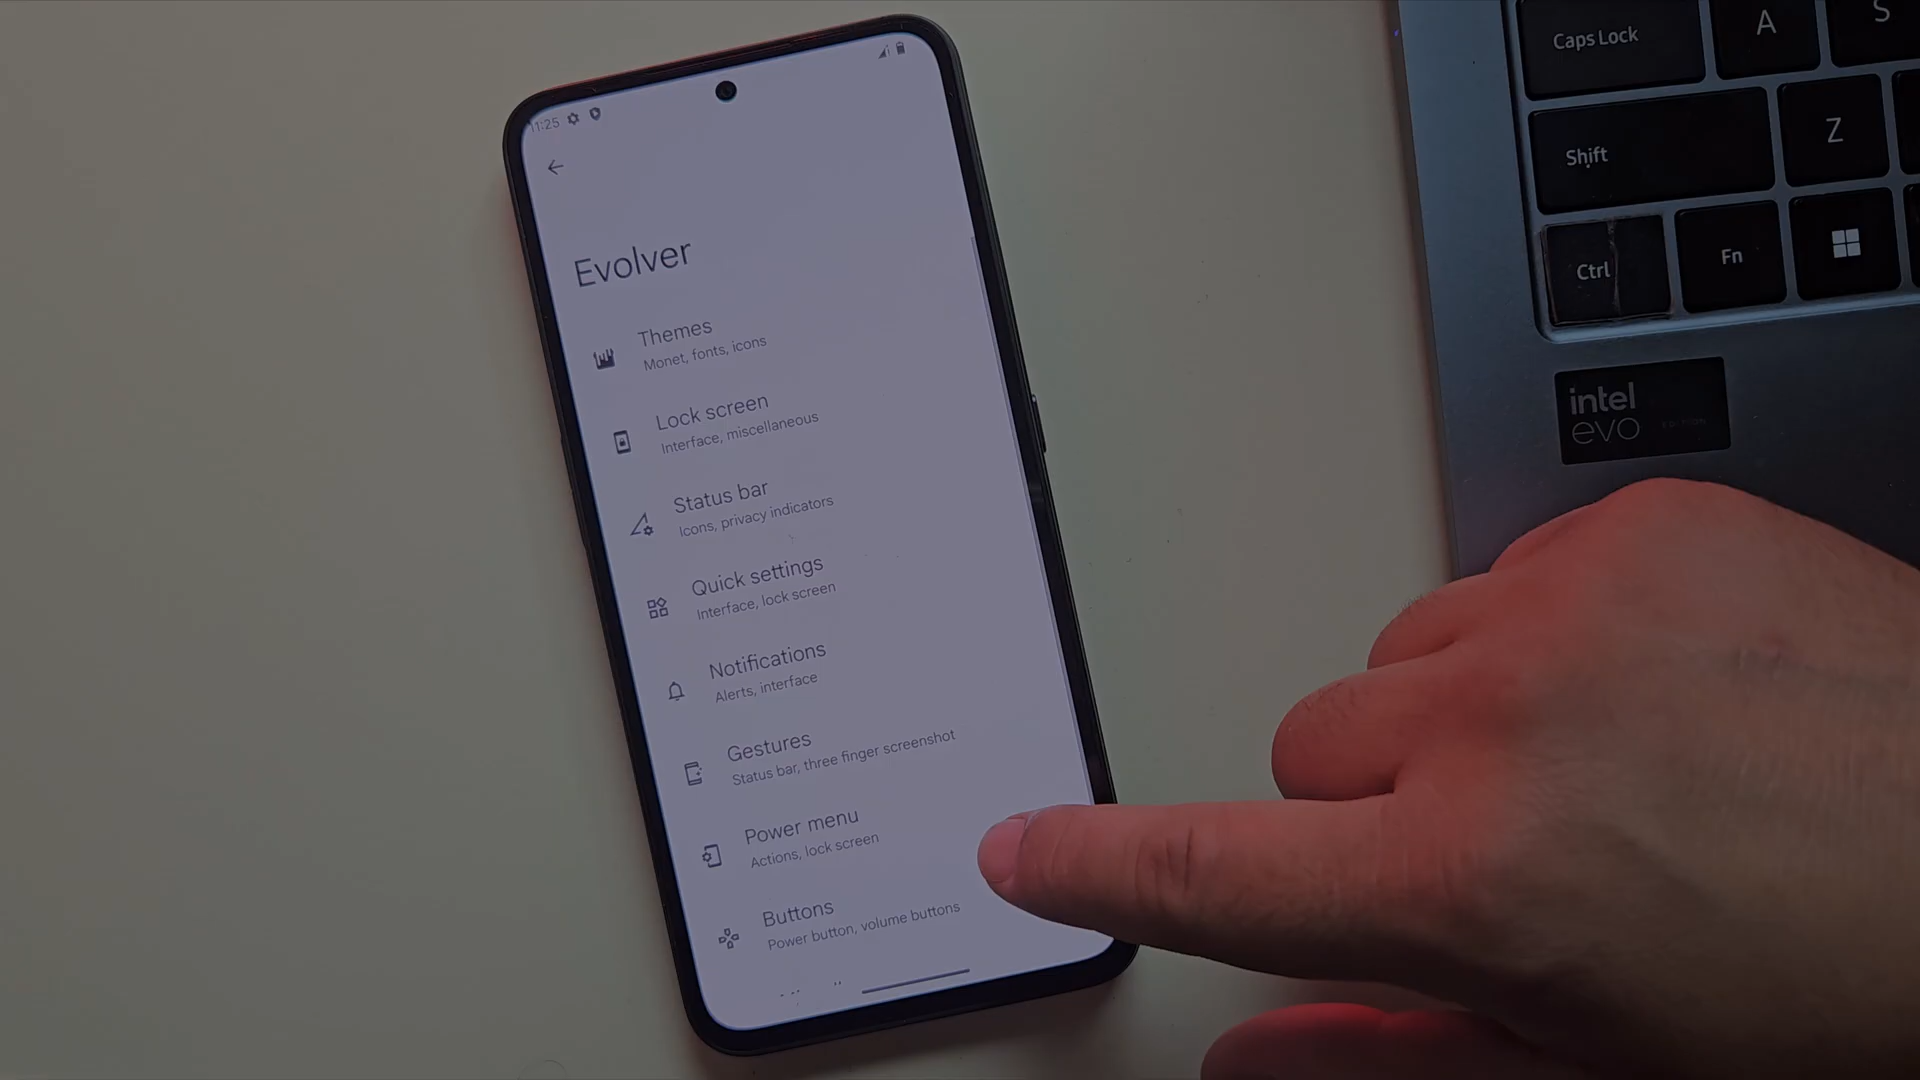 11:25
Evolver
Themes
Monet, fonts, icons
Lock screen
Interface, miscellaneous
Status bar
Icons, privacy indicators
Quick settings
Interface, lock screen
Notifications
Alerts, interface
Gestures
Status bar, three finger screenshot
Power menu
Actions, lock screen
Buttons
Power button, volume buttons
Caps Lock
A
S
Shift
Z
Ctrl
Fn
intel
evo
EDITION